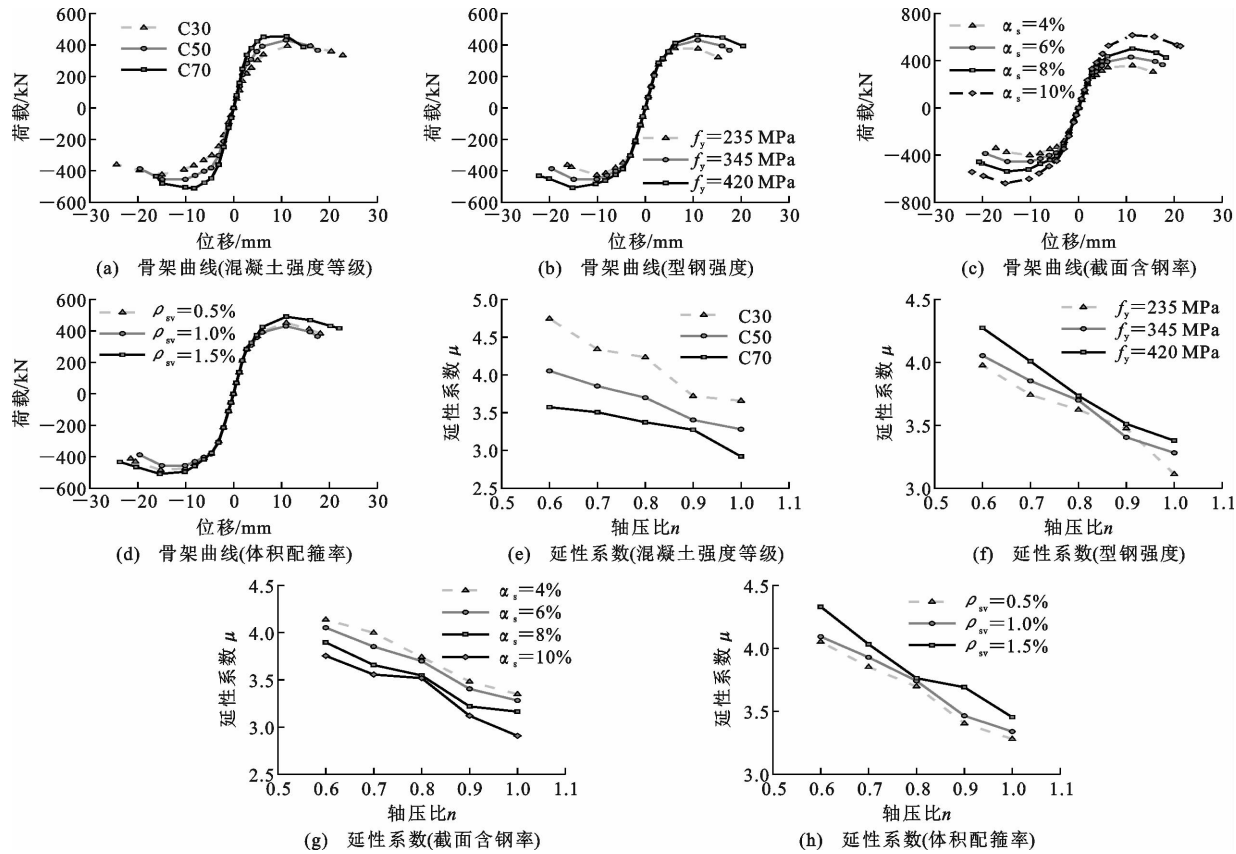 600
400
200
0
−200
−400
−600
−30
−20
−10
0
10
20
30
荷载/kN
位移/mm
C30
C50
C70
(a) 骨架曲线(混凝土强度等级)
600
400
200
0
−200
−400
−600
−30
−20
−10
0
10
20
30
荷载/kN
位移/mm
fy=235 MPa
fy=345 MPa
fy=420 MPa
(b) 骨架曲线(型钢强度)
800
400
0
−400
−800
−30
−20
−10
0
10
20
30
荷载/kN
位移/mm
αs=4%
αs=6%
αs=8%
αs=10%
(c) 骨架曲线(截面含钢率)
600
400
200
0
−200
−400
−600
−30
−20
−10
0
10
20
30
荷载/kN
位移/mm
ρsv=0.5%
ρsv=1.0%
ρsv=1.5%
(d) 骨架曲线(体积配箍率)
5.0
4.5
4.0
3.5
3.0
2.5
0.5
0.6
0.7
0.8
0.9
1.0
1.1
延性系数 μ
轴压比n
C30
C50
C70
(e) 延性系数(混凝土强度等级)
4.5
4.0
3.5
3.0
0.5
0.6
0.7
0.8
0.9
1.0
1.1
延性系数 μ
轴压比n
fy=235 MPa
fy=345 MPa
fy=420 MPa
(f) 延性系数(型钢强度)
4.5
4.0
3.5
3.0
2.5
0.5
0.6
0.7
0.8
0.9
1.0
1.1
延性系数 μ
轴压比n
αs=4%
αs=6%
αs=8%
αs=10%
(g) 延性系数(截面含钢率)
4.5
4.0
3.5
3.0
0.5
0.6
0.7
0.8
0.9
1.0
1.1
延性系数 μ
轴压比n
ρsv=0.5%
ρsv=1.0%
ρsv=1.5%
(h) 延性系数(体积配箍率)